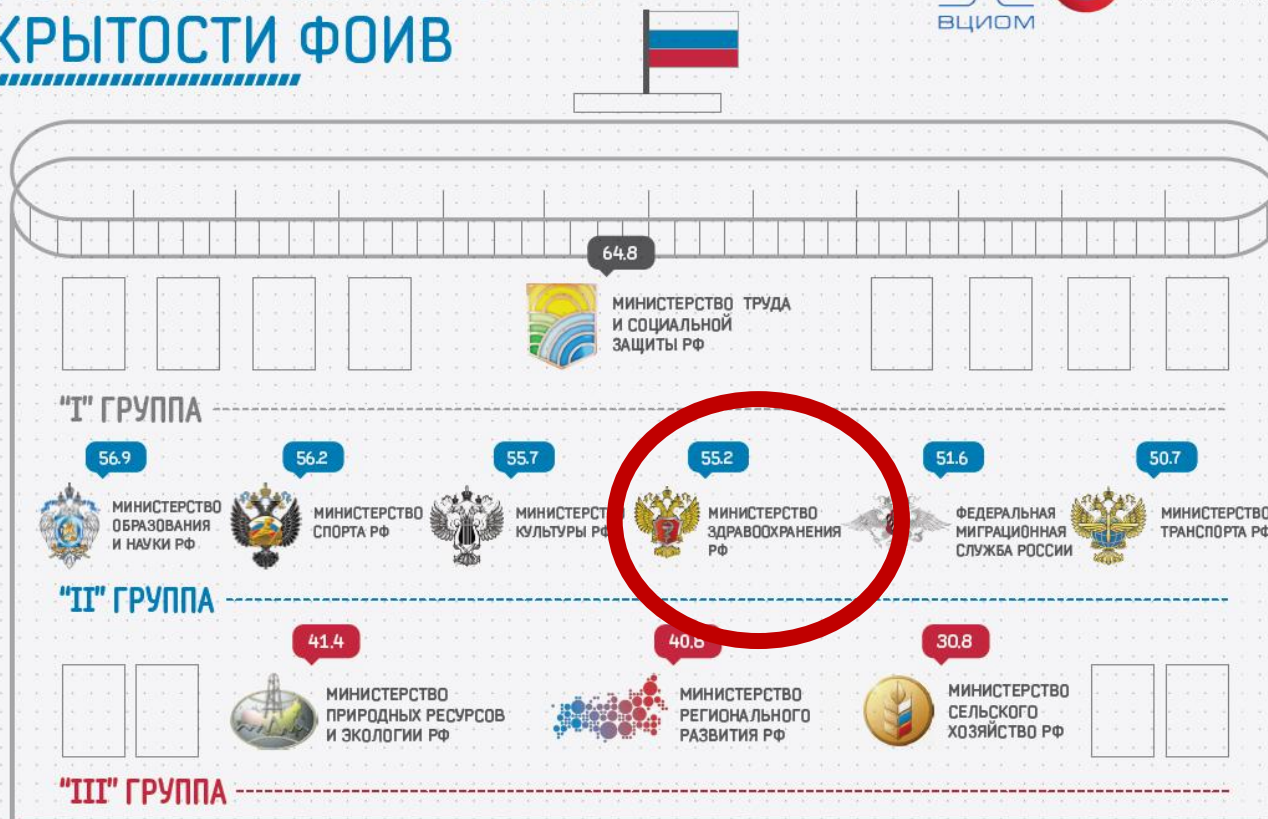 КРЫТОСТИ ФОИВ
ВЦИОМ
64.8
МИНИСТЕРСТВО ТРУДА
И СОЦИАЛЬНОЙ
ЗАЩИТЫ РФ
"I" ГРУППА
56.9
МИНИСТЕРСТВО
ОБРАЗОВАНИЯ
И НАУКИ РФ
56.2
МИНИСТЕРСТВО
СПОРТА РФ
55.7
МИНИСТЕРСТВО
КУЛЬТУРЫ РФ
55.2
МИНИСТЕРСТВО
ЗДРАВООХРАНЕНИЯ
РФ
51.6
ФЕДЕРАЛЬНАЯ
МИГРАЦИОННАЯ
СЛУЖБА РОССИИ
50.7
МИНИСТЕРСТВО
ТРАНСПОРТА РФ
"II" ГРУППА
41.4
МИНИСТЕРСТВО
ПРИРОДНЫХ РЕСУРСОВ
И ЭКОЛОГИИ РФ
МИНИСТЕРСТВО
РЕГИОНАЛЬНОГО
РАЗВИТИЯ РФ
30.8
МИНИСТЕРСТВО
СЕЛЬСКОГО
ХОЗЯЙСТВО РФ
"III" ГРУППА